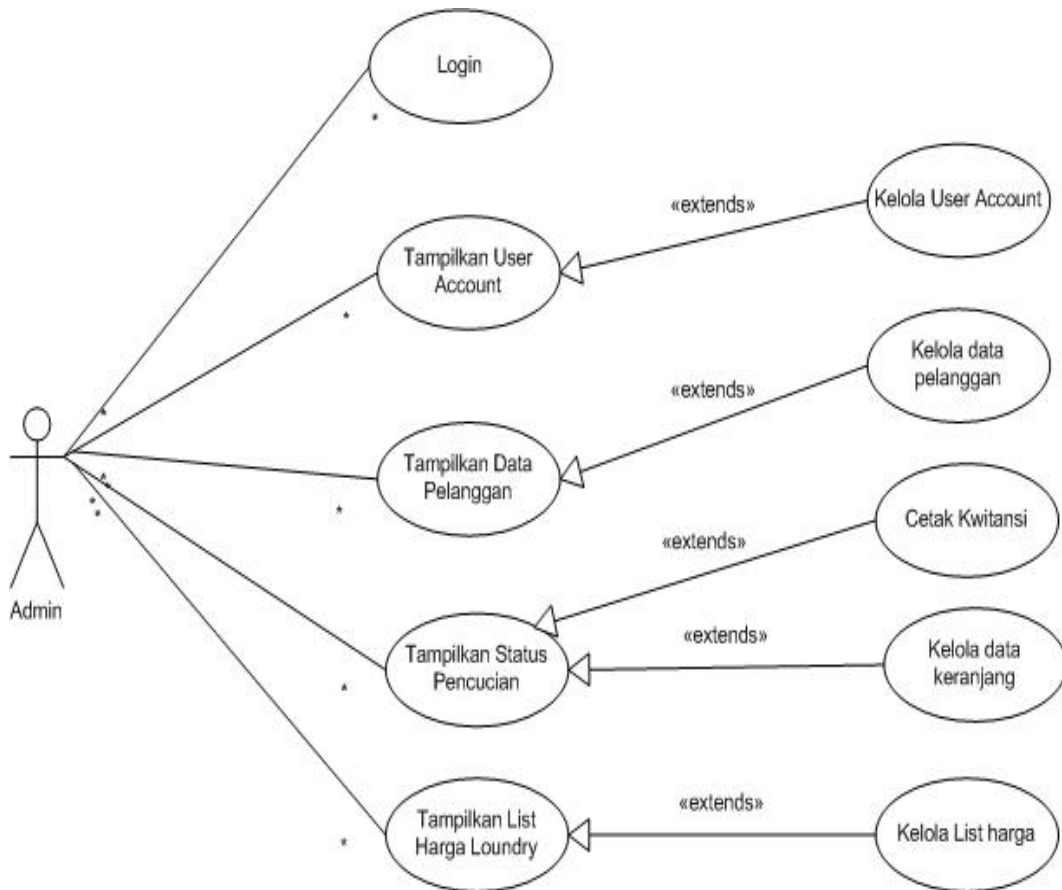 Login
*
«extends»
Kelola User Account
Tampilkan User
Account
*
Kelola data
pelanggan
«extends»
*
Tampilkan Data
Pelanggan
*
*
*
*
*
Cetak Kwitansi
«extends»
Admin
«extends»
Kelola data
keranjang
Tampilkan Status
Pencucian
*
«extends»
Tampilkan List
Harga Loundry
Kelola List harga
*